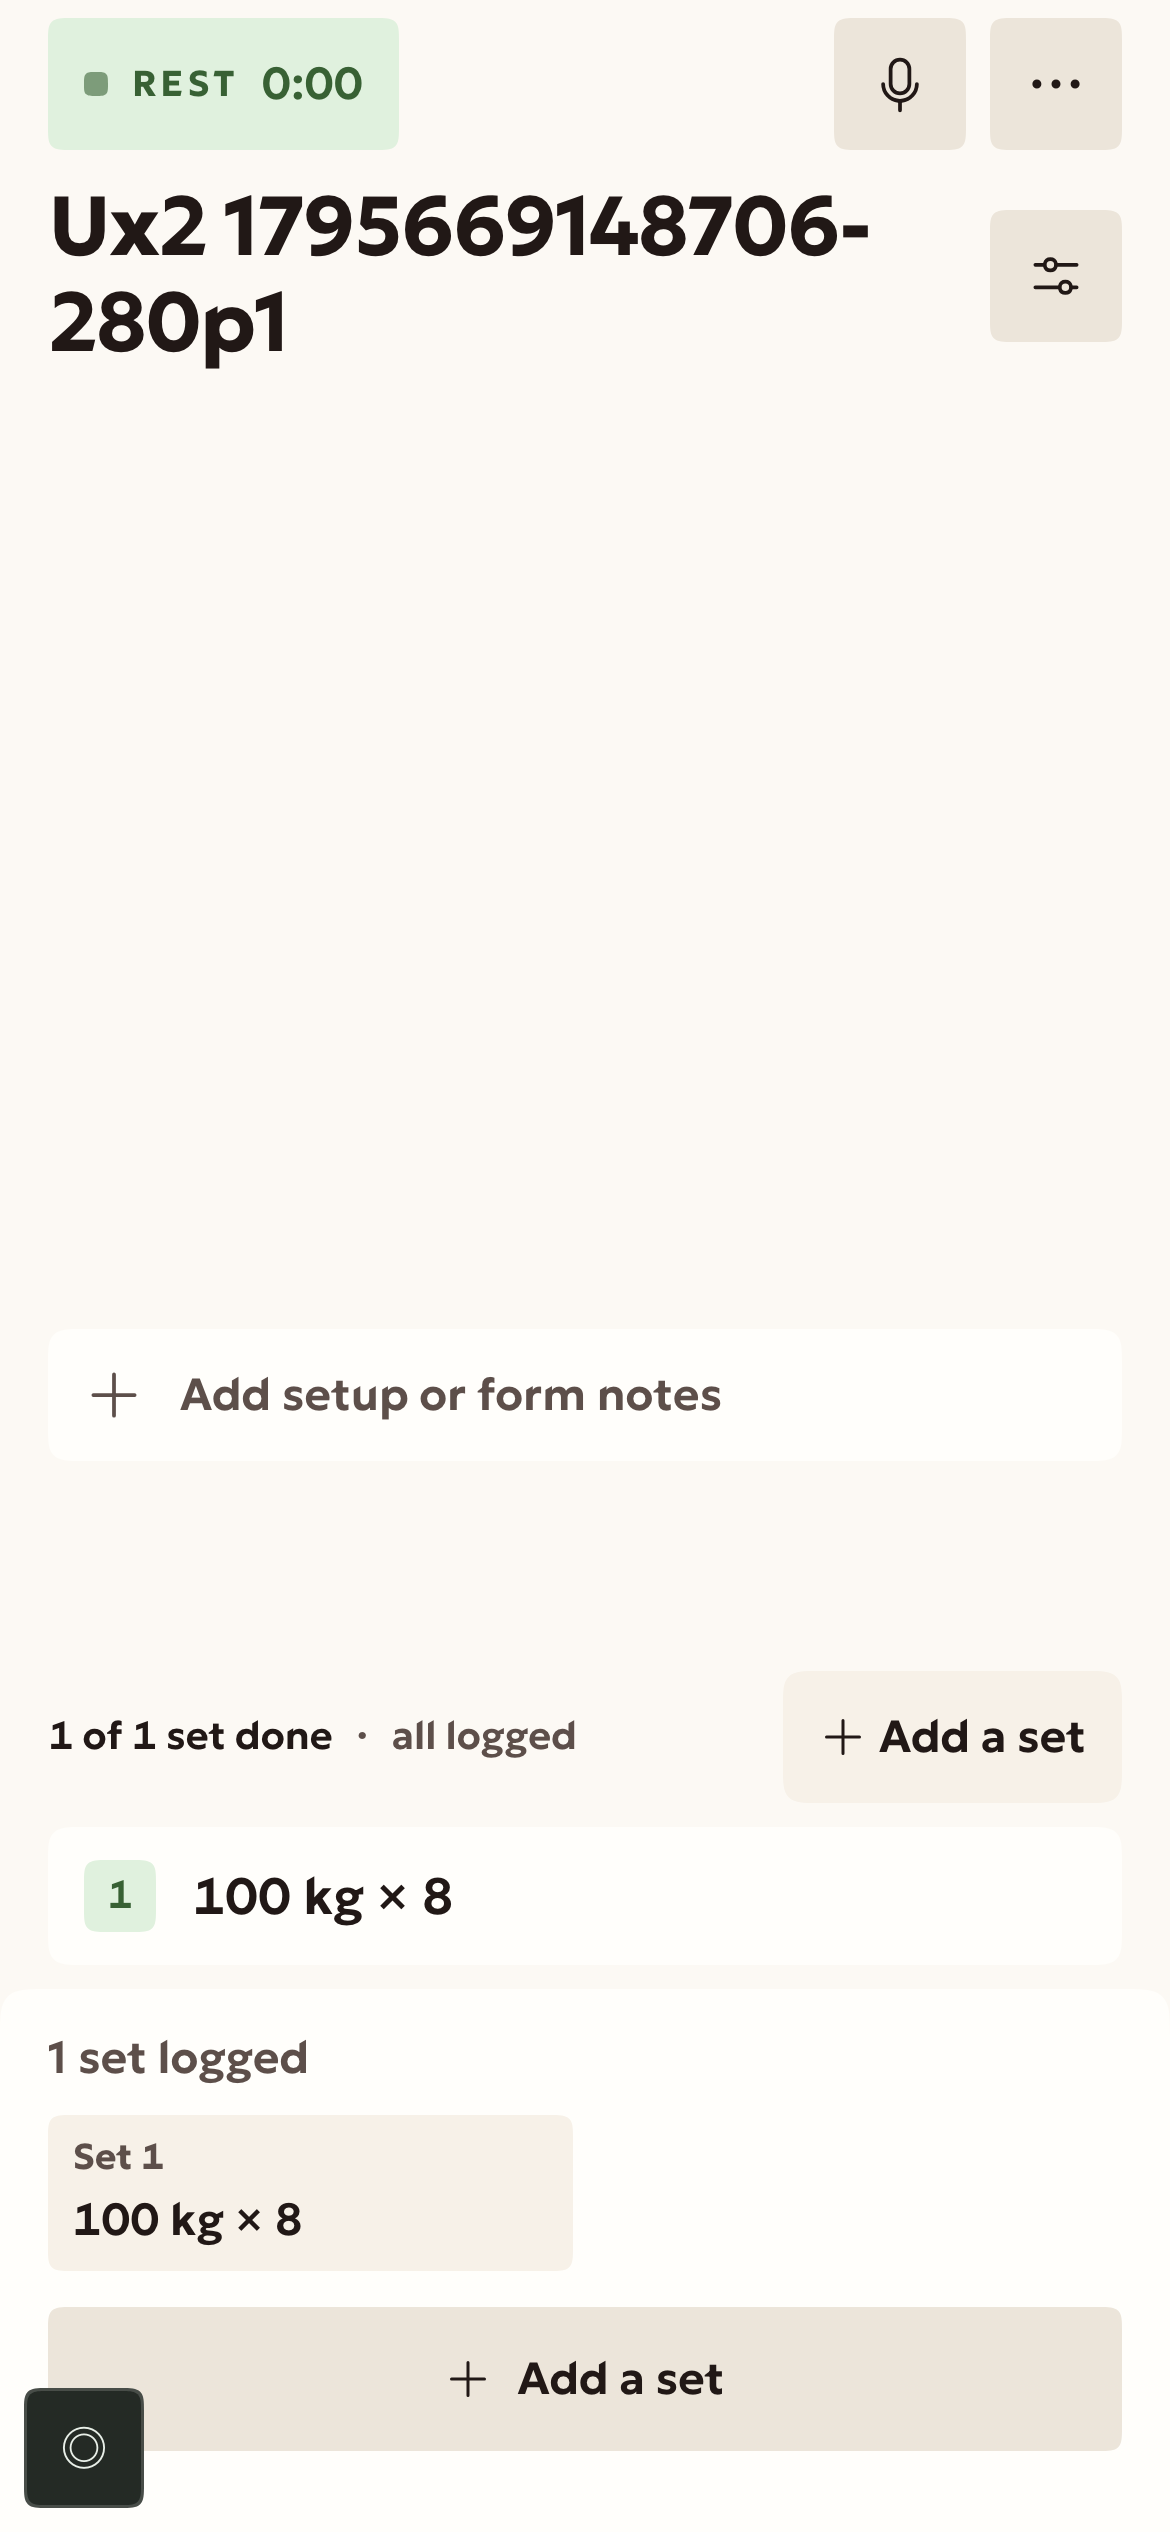 REST 0:00
Ux2 1795669148706-
280p1
Add setup or form notes
1 of 1 set done · all logged
+ Add a set
1 100 kg × 8
1 set logged
Set 1
100 kg × 8
+ Add a set